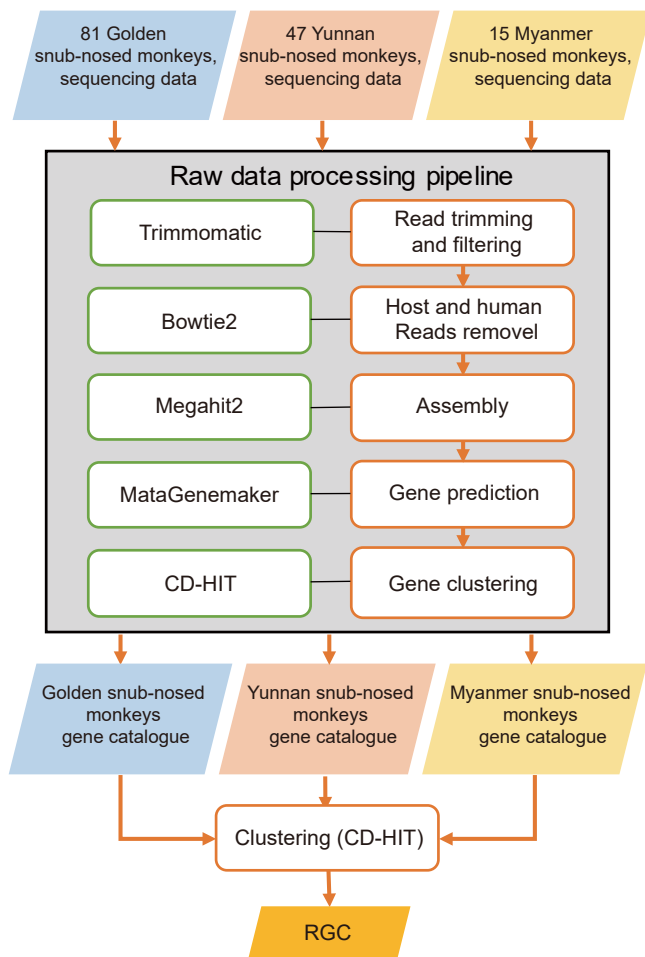 81 Golden
snub-nosed monkeys,
sequencing data
47 Yunnan
snub-nosed monkeys,
sequencing data
15 Myanmer
snub-nosed monkeys,
sequencing data
Raw data processing pipeline
Trimmomatic
Read trimming
and filtering
Bowtie2
Host and human
Reads removel
Megahit2
Assembly
MataGenemaker
Gene prediction
CD-HIT
Gene clustering
Golden snub-nosed
monkeys
gene catalogue
Yunnan snub-nosed
monkeys
gene catalogue
Myanmer snub-nosed
monkeys
gene catalogue
Clustering (CD-HIT)
RGC